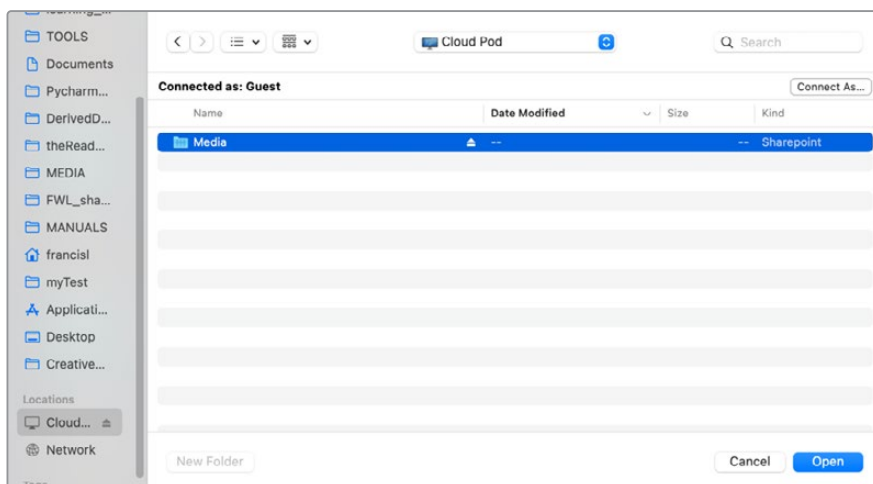 TOOLS
Documents
Pycharm...
DerivedD...
theRead...
MEDIA
FWL_sha...
MANUALS
francisl
myTest
Applicati...
Desktop
Creative...
Locations
Cloud...
Network
Cloud Pod
Search
Connected as: Guest
Connect As...
Name Date Modified Size Kind
Media -- -- Sharepoint
New Folder Cancel Open